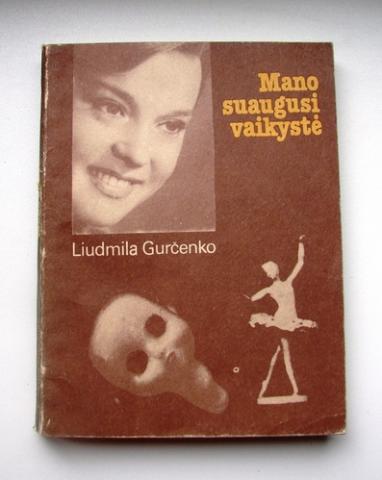 Mano
suaugusi
vaikystė
Liudmila Gurčenko